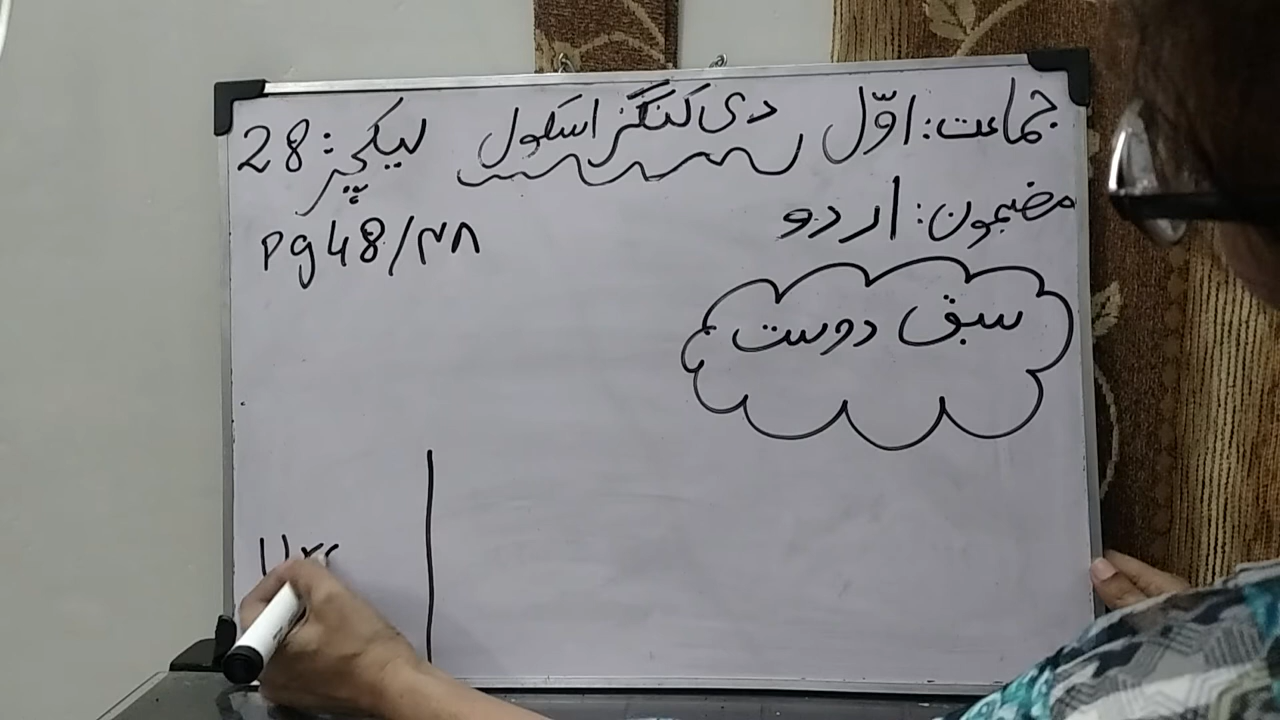 جماعت: اوّل دی کنگز اسکول لیکچر: 28
مضمون: اردو
Pg 48/۴۸
سبق دوست